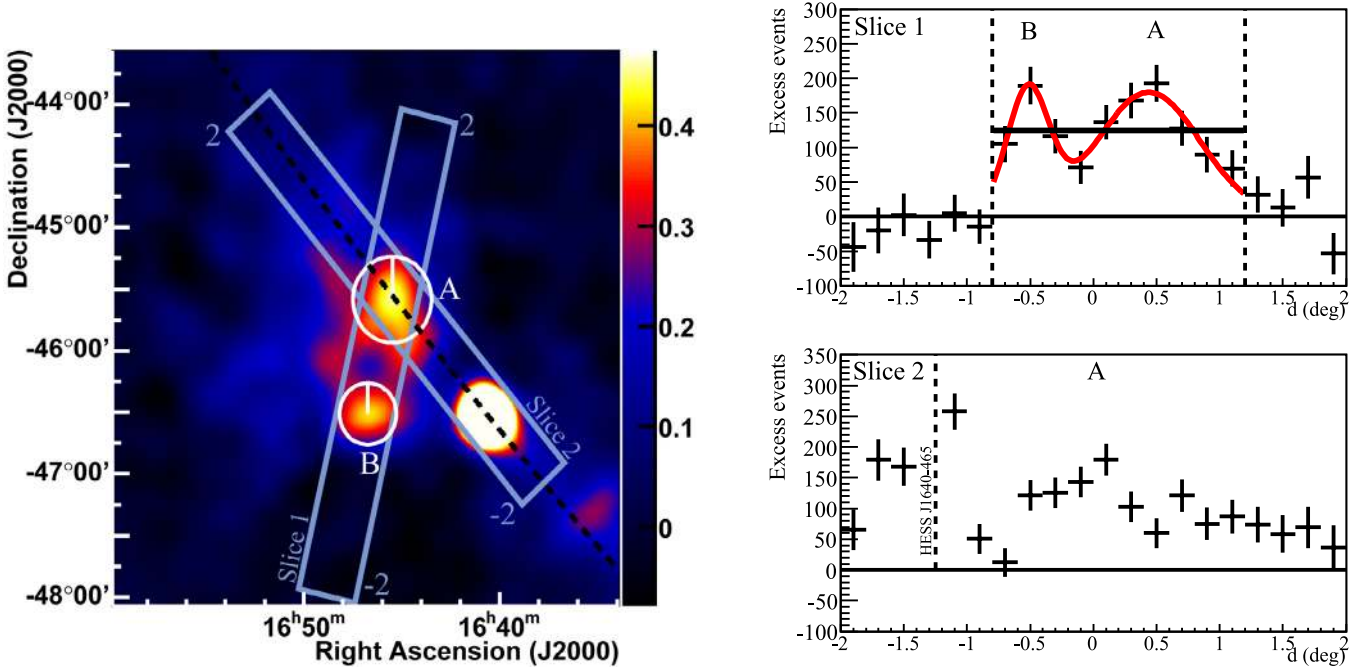 Declination (J2000)
-44°00'
-45°00'
-46°00'
-47°00'
-48°00'
2
2
A
B
Slice 2
Slice 1
-2
-2
0.4
0.3
0.2
0.1
0
16h50m
16h40m
Right Ascension (J2000)
Excess events
300
250
200
150
100
50
0
-50
-100
Slice 1
B
A
-2
-1.5
-1
-0.5
0
0.5
1
1.5
2
d (deg)
Excess events
350
300
250
200
150
100
50
0
-50
-100
Slice 2
A
HESS J1640-465
-2
-1.5
-1
-0.5
0
0.5
1
1.5
2
d (deg)